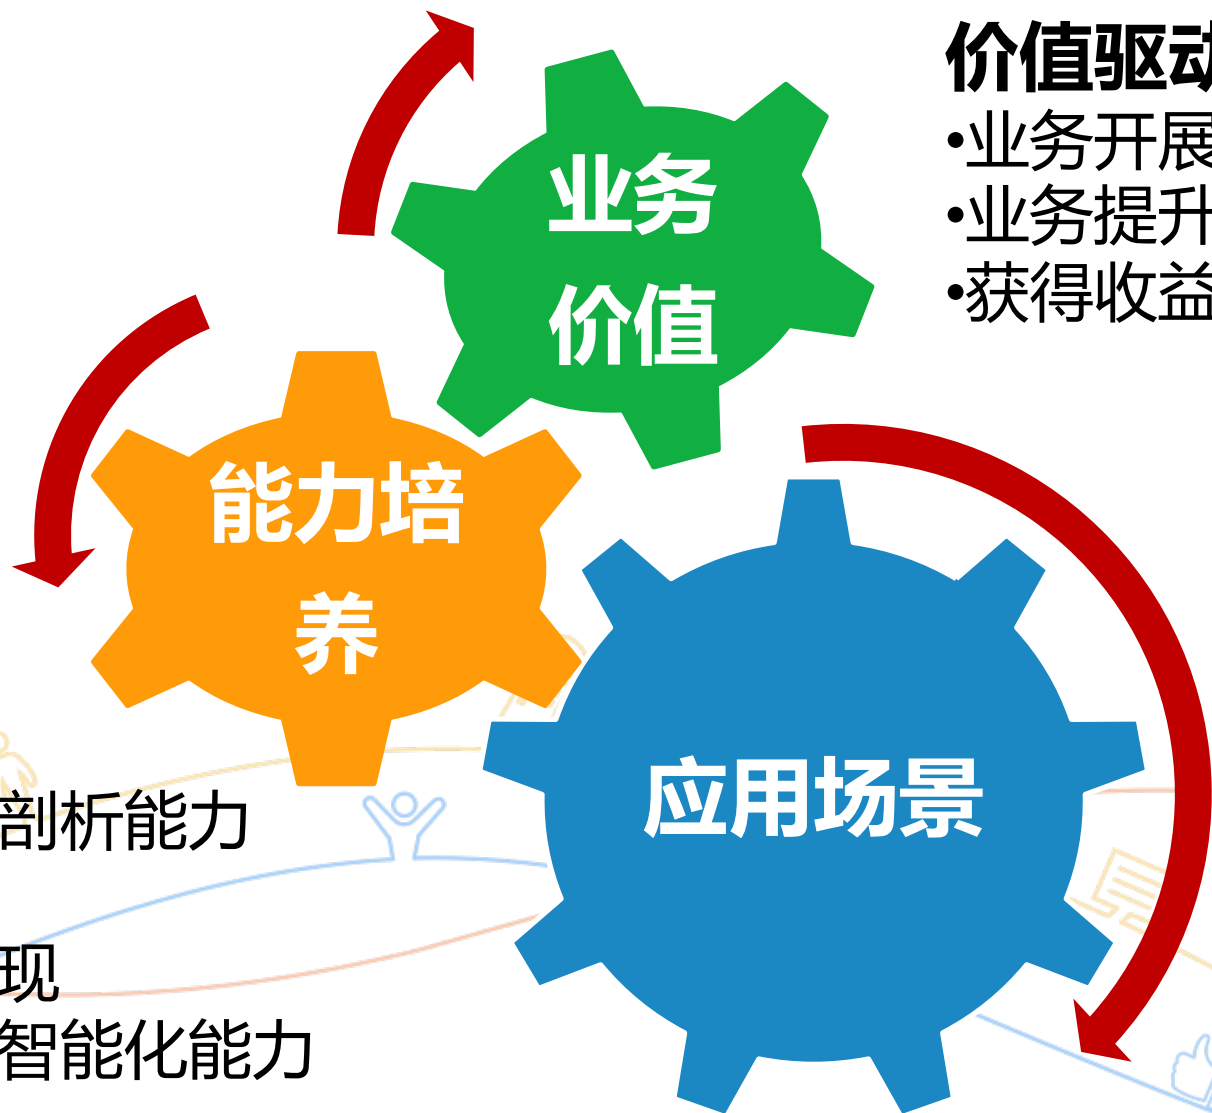 价值驱动
•业务开展
•业务提升
•获得收益
业务
价值
能力培
养
应用场景
剖析能力
现
智能化能力